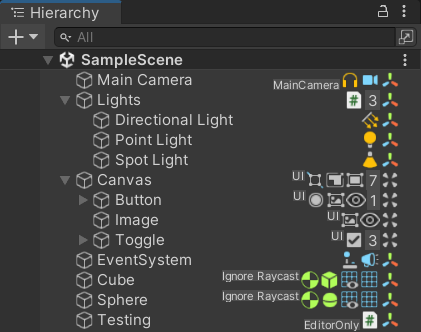 Hierarchy
All
SampleScene
Main Camera MainCamera
Lights # 3
Directional Light
Point Light
Spot Light
Canvas UI 7
Button UI 1
Image UI
Toggle UI 3
EventSystem
Cube Ignore Raycast
Sphere Ignore Raycast
Testing EditorOnly #